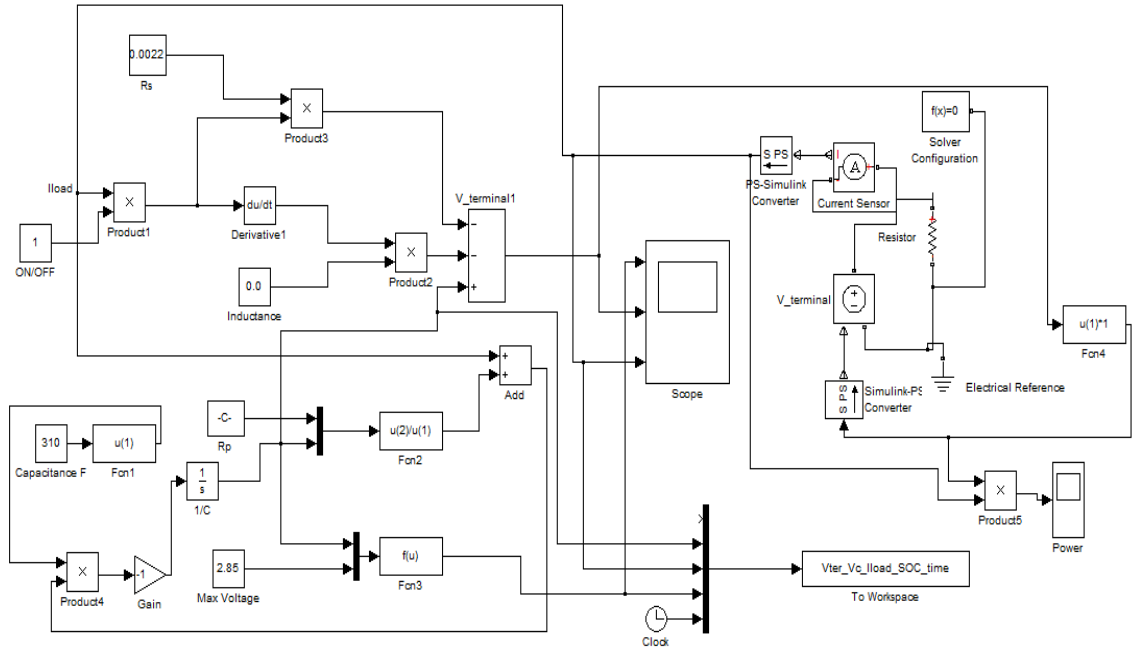 0.0022
Rs
X
Product3
f(x)=0
Solver
Configuration
S PS
PS-Simulink
Converter
I
A
+
-
Current Sensor
Iload
X
Product1
du/dt
Derivative1
V_terminal1
−
−
+
1
ON/OFF
X
Product2
0.0
Inductance
Resistor
+
V_terminal
+
−
u(1)*1
Fcn4
Scope
+
+
Add
S PS
Simulink-PS
Converter
Electrical Reference
-C-
Rp
u(2)/u(1)
Fcn2
310
Capacitance F
u(1)
Fcn1
1
s
1/C
X
Product5
Power
X
Product4
-1
Gain
2.85
Max Voltage
f(u)
Fcn3
X
Vter_Vc_Iload_SOC_time
To Workspace
Clock